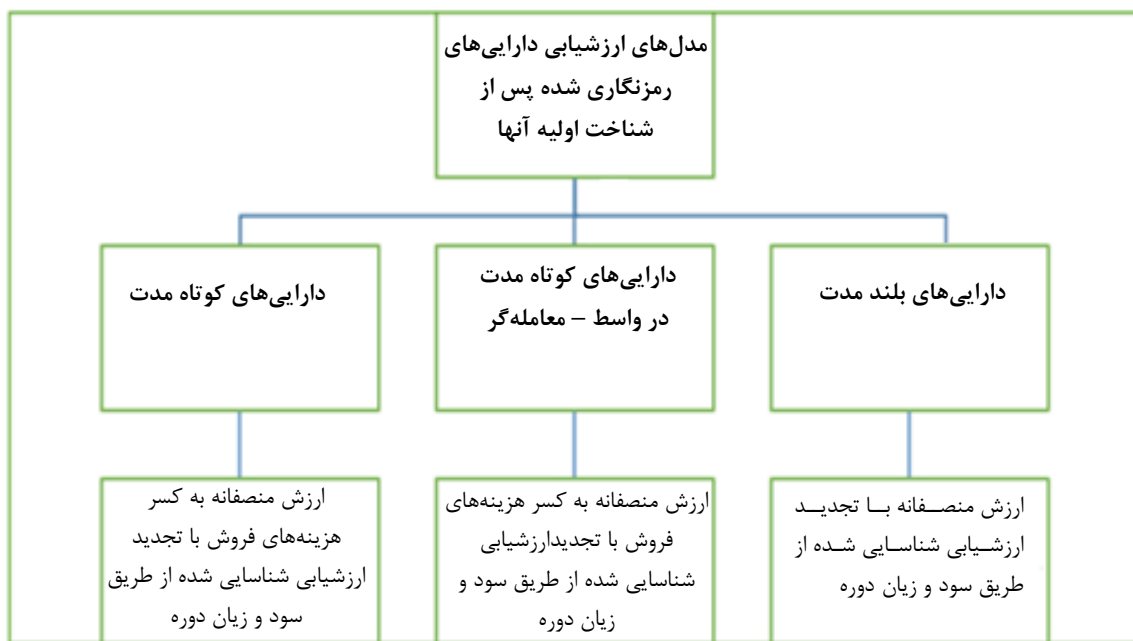 مدل‌های ارزشیابی دارایی‌های
رمزنگاری شده پس از
شناخت اولیه آنها
دارایی‌های بلند مدت
دارایی‌های کوتاه مدت
در واسط – معامله‌گر
دارایی‌های کوتاه مدت
ارزش منصفانه با تجدید
ارزشیابی شناسایی شده از
طریق سود و زیان دوره
ارزش منصفانه به کسر هزینه‌های
فروش با تجدیدارزشیابی
شناسایی شده از طریق سود و
زیان دوره
ارزش منصفانه به کسر
هزینه‌های فروش با تجدید
ارزشیابی شناسایی شده از طریق
سود و زیان دوره